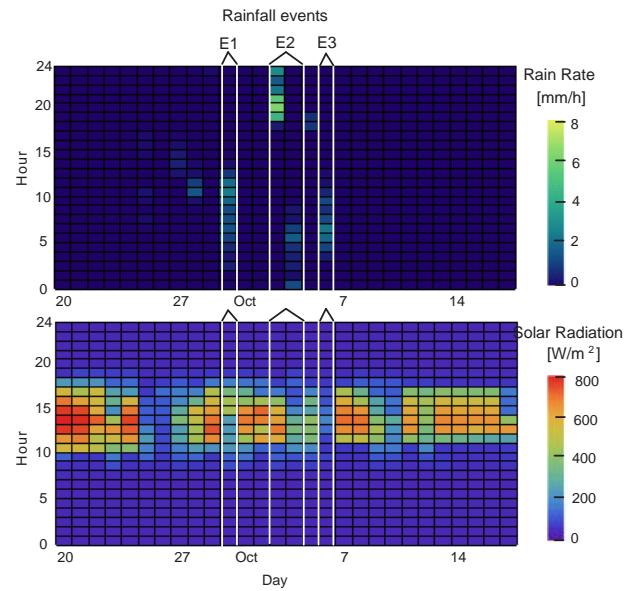 Rainfall events
E1 E2 E3
24
20
15
10
5
0
Hour
20 27 Oct 7 14
Rain Rate
[mm/h]
8
6
4
2
0
24
20
15
10
5
0
Hour
20 27 Oct 7 14
Day
Solar Radiation
[W/m²]
800
600
400
200
0